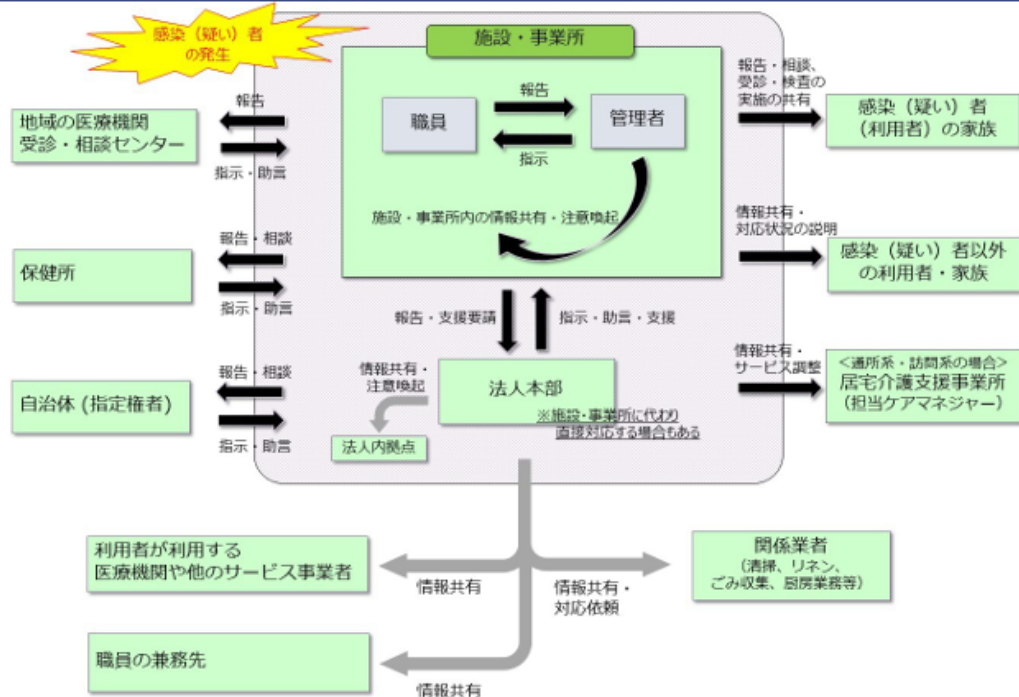 感染（疑い）者
の発生
施設・事業所
職員
報告
指示
管理者
施設・事業所内の情報共有・注意喚起
地域の医療機関
受診・相談センター
報告
指示・助言
保健所
報告・相談
指示・助言
自治体 (指定権者)
報告・相談
指示・助言
報告・相談、
受診・検査の
実施の共有
感染（疑い）者
（利用者）の家族
情報共有・
対応状況の説明
感染（疑い）者以外
の利用者・家族
情報共有・
サービス調整
＜通所系・訪問系の場合＞
居宅介護支援事業所
（担当ケアマネジャー）
報告・支援要請
指示・助言・支援
法人本部
※施設・事業所に代わり
直接対応する場合もある
情報共有・
注意喚起
法人内拠点
利用者が利用する
医療機関や他のサービス事業者
情報共有
情報共有・
対応依頼
関係業者
（清掃、リネン、
ごみ収集、厨房業務等）
職員の兼務先
情報共有